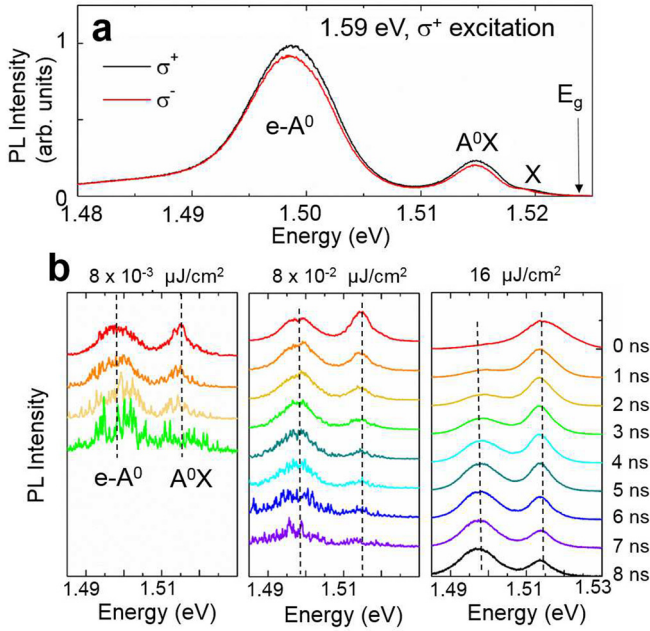 a
1.59 eV, σ⁺ excitation
σ⁺
σ⁻
PL Intensity
(arb. units)
1
0
e-A⁰
A⁰X
X
E_g
1.48 1.49 1.50 1.51 1.52
Energy (eV)
b
8 x 10⁻³ μJ/cm² 8 x 10⁻² μJ/cm² 16 μJ/cm²
PL Intensity
e-A⁰ A⁰X
0 ns
1 ns
2 ns
3 ns
4 ns
5 ns
6 ns
7 ns
8 ns
1.49 1.51 1.49 1.51 1.49 1.51 1.53
Energy (eV) Energy (eV) Energy (eV)